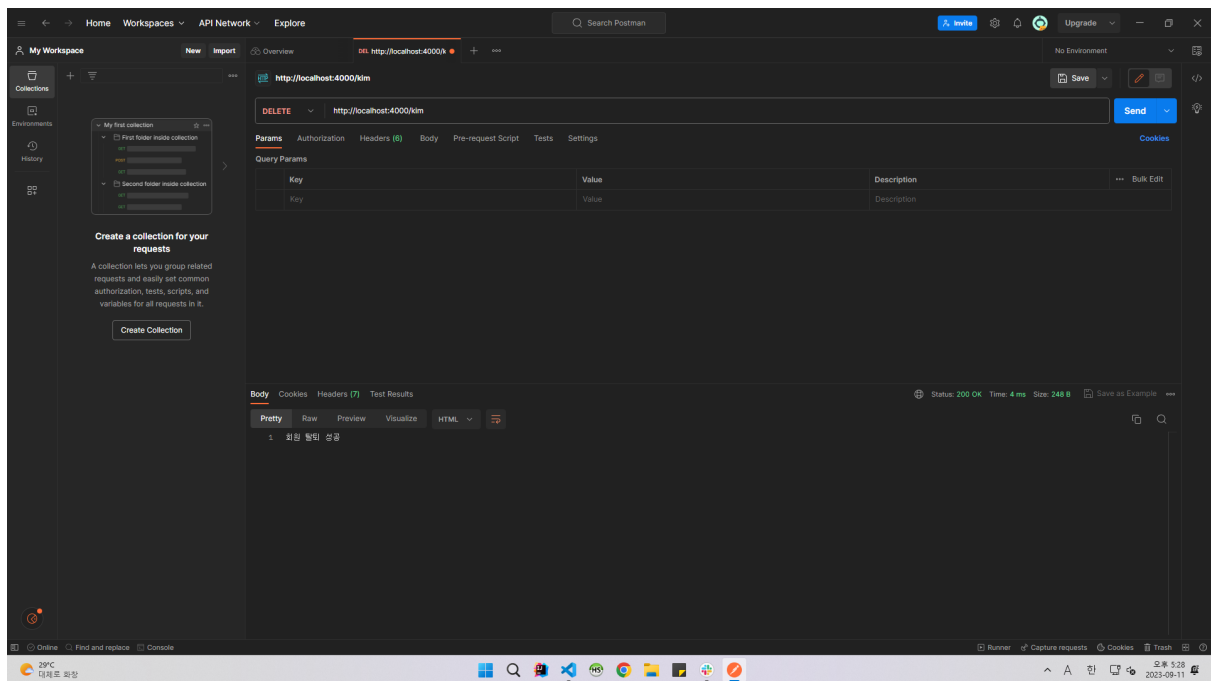 Home Workspaces API Network Explore Search Postman Invite Upgrade
My Workspace New Import Overview DEL http://localhost:4000/k No Environment
Collections
Environments
History
My first collection
First folder inside collection
GET
POST
GET
Second folder inside collection
GET
GET
Create a collection for your
requests
A collection lets you group related
requests and easily set common
authorization, tests, scripts, and
variables for all requests in it.
Create Collection
HTTP http://localhost:4000/kim Save
DELETE http://localhost:4000/kim Send
Params Authorization Headers (6) Body Pre-request Script Tests Settings Cookies
Query Params
Key Value Description Bulk Edit
Key Value Description
Body Cookies Headers (7) Test Results Status: 200 OK Time: 4 ms Size: 248 B Save as Example
Pretty Raw Preview Visualize HTML
1 회원 탈퇴 성공
Online Find and replace Console Runner Capture requests Cookies Trash
29°C
대체로 화창
A 한
오후 5:28
2023-09-11